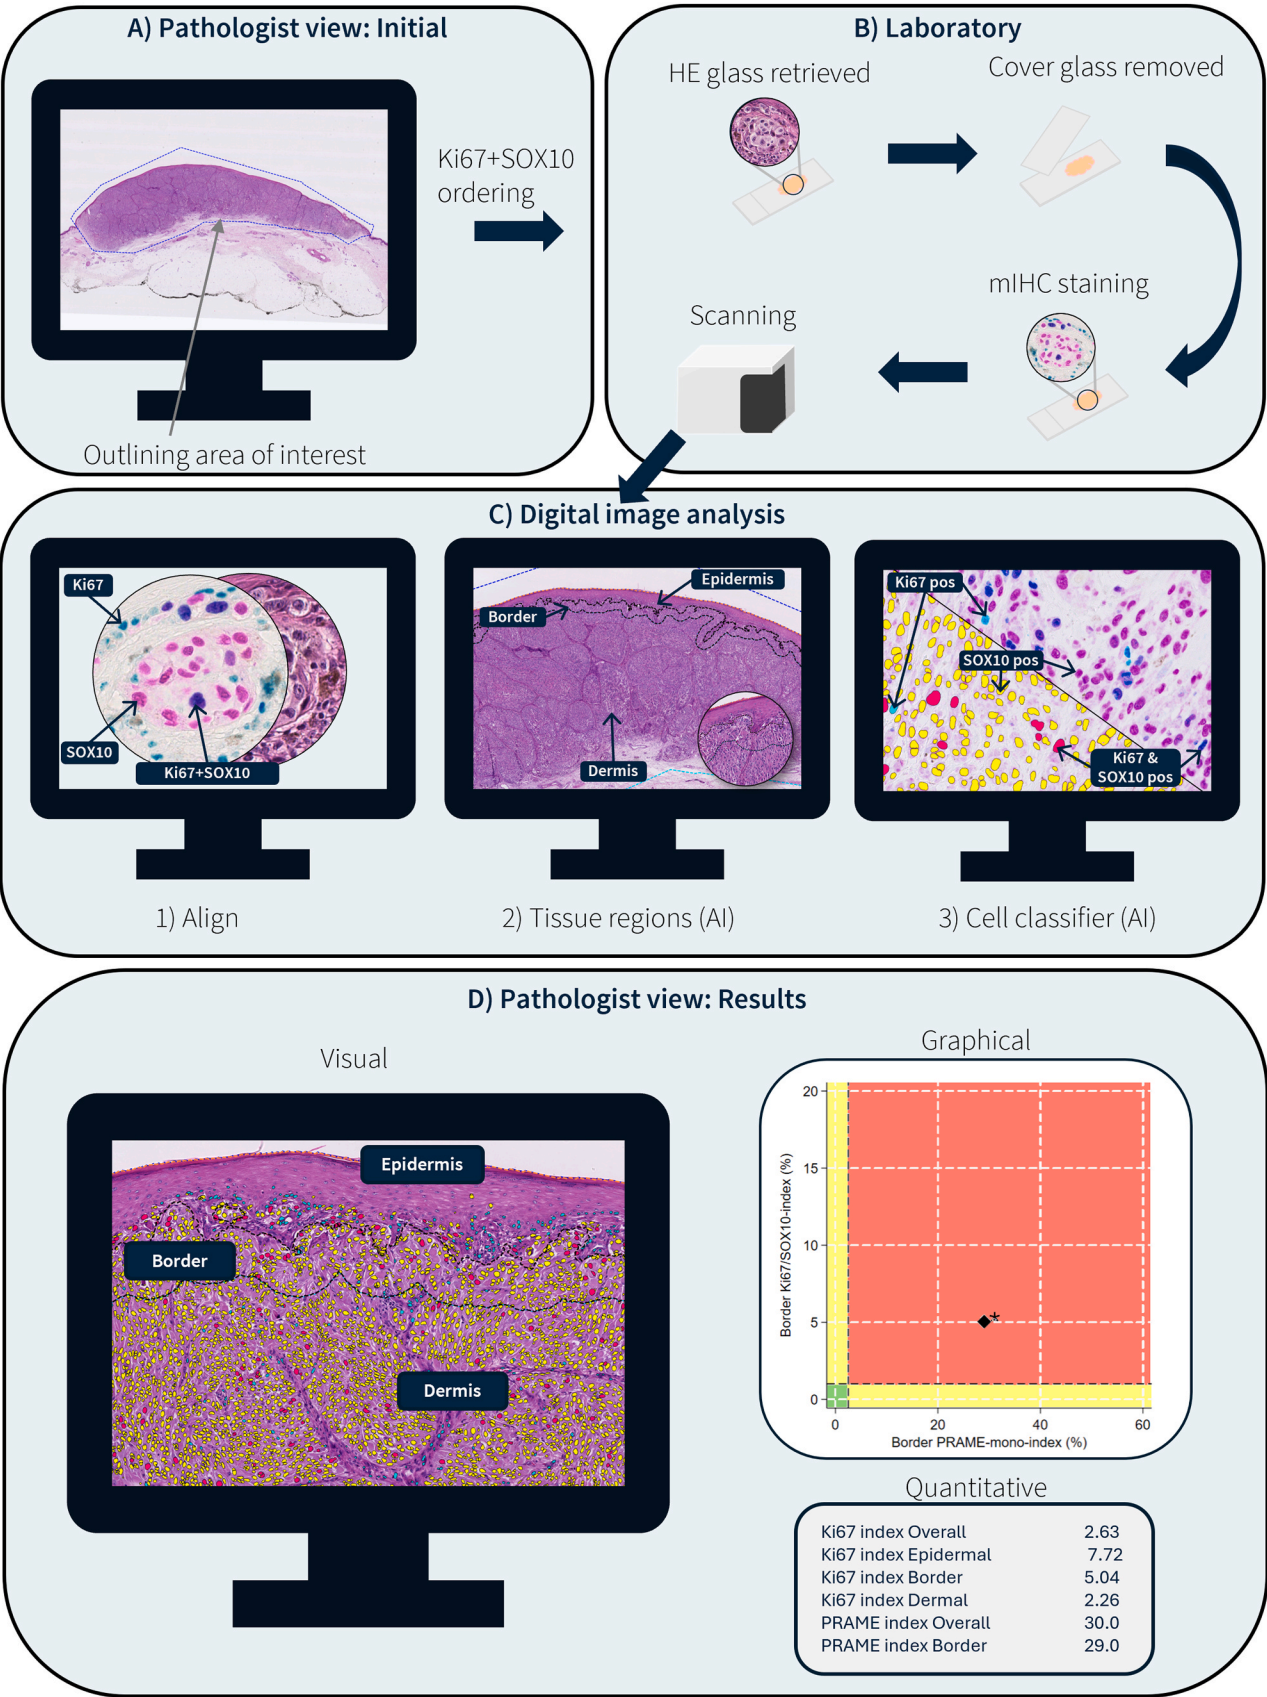 A) Pathologist view: Initial
Ki67+SOX10
ordering
Outlining area of interest
B) Laboratory
HE glass retrieved
Cover glass removed
mIHC staining
Scanning
C) Digital image analysis
Ki67
SOX10
Ki67+SOX10
1) Align
Epidermis
Border
Dermis
2) Tissue regions (AI)
Ki67 pos
SOX10 pos
Ki67 &
SOX10 pos
3) Cell classifier (AI)
D) Pathologist view: Results
Visual
Epidermis
Border
Dermis
Graphical
Border Ki67/SOX10-index (%)
20
15
10
5
0
*
0 20 40 60
Border PRAME-mono-index (%)
Quantitative
Ki67 index Overall 2.63
Ki67 index Epidermal 7.72
Ki67 index Border 5.04
Ki67 index Dermal 2.26
PRAME index Overall 30.0
PRAME index Border 29.0